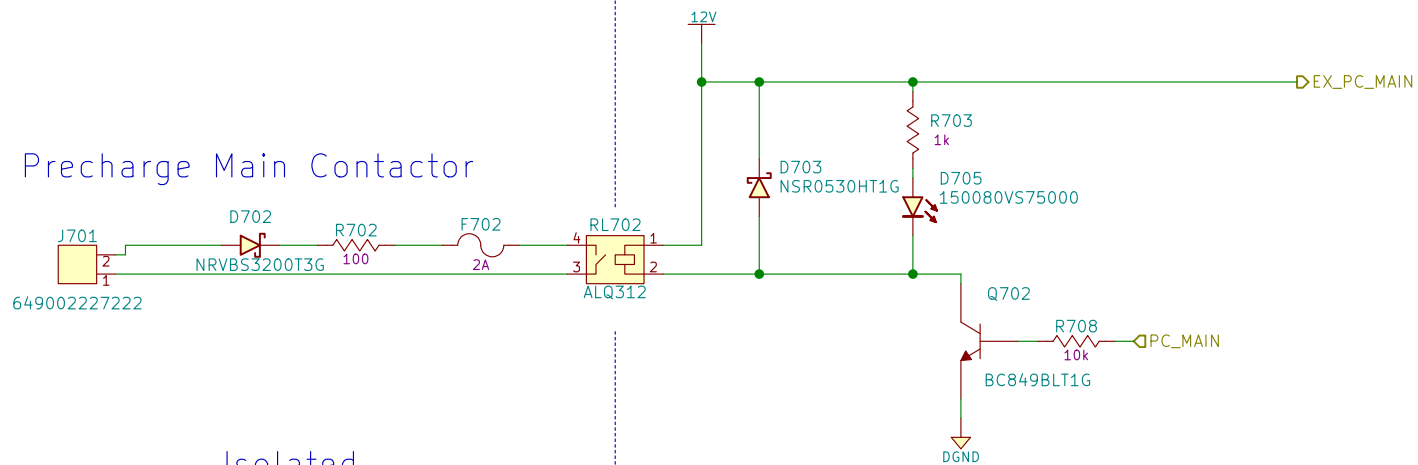 12V
EX_PC_MAIN
R703
1k
Precharge Main Contactor
D703
NSR0530HT1G
D705
150080VS75000
D702
R702
F702
RL702
J701
4
1
2
NRVBS3200T3G
100
2A
3
2
1
649002227222
ALQ312
Q702
R708
PC_MAIN
10k
BC849BLT1G
Isolated
DGND